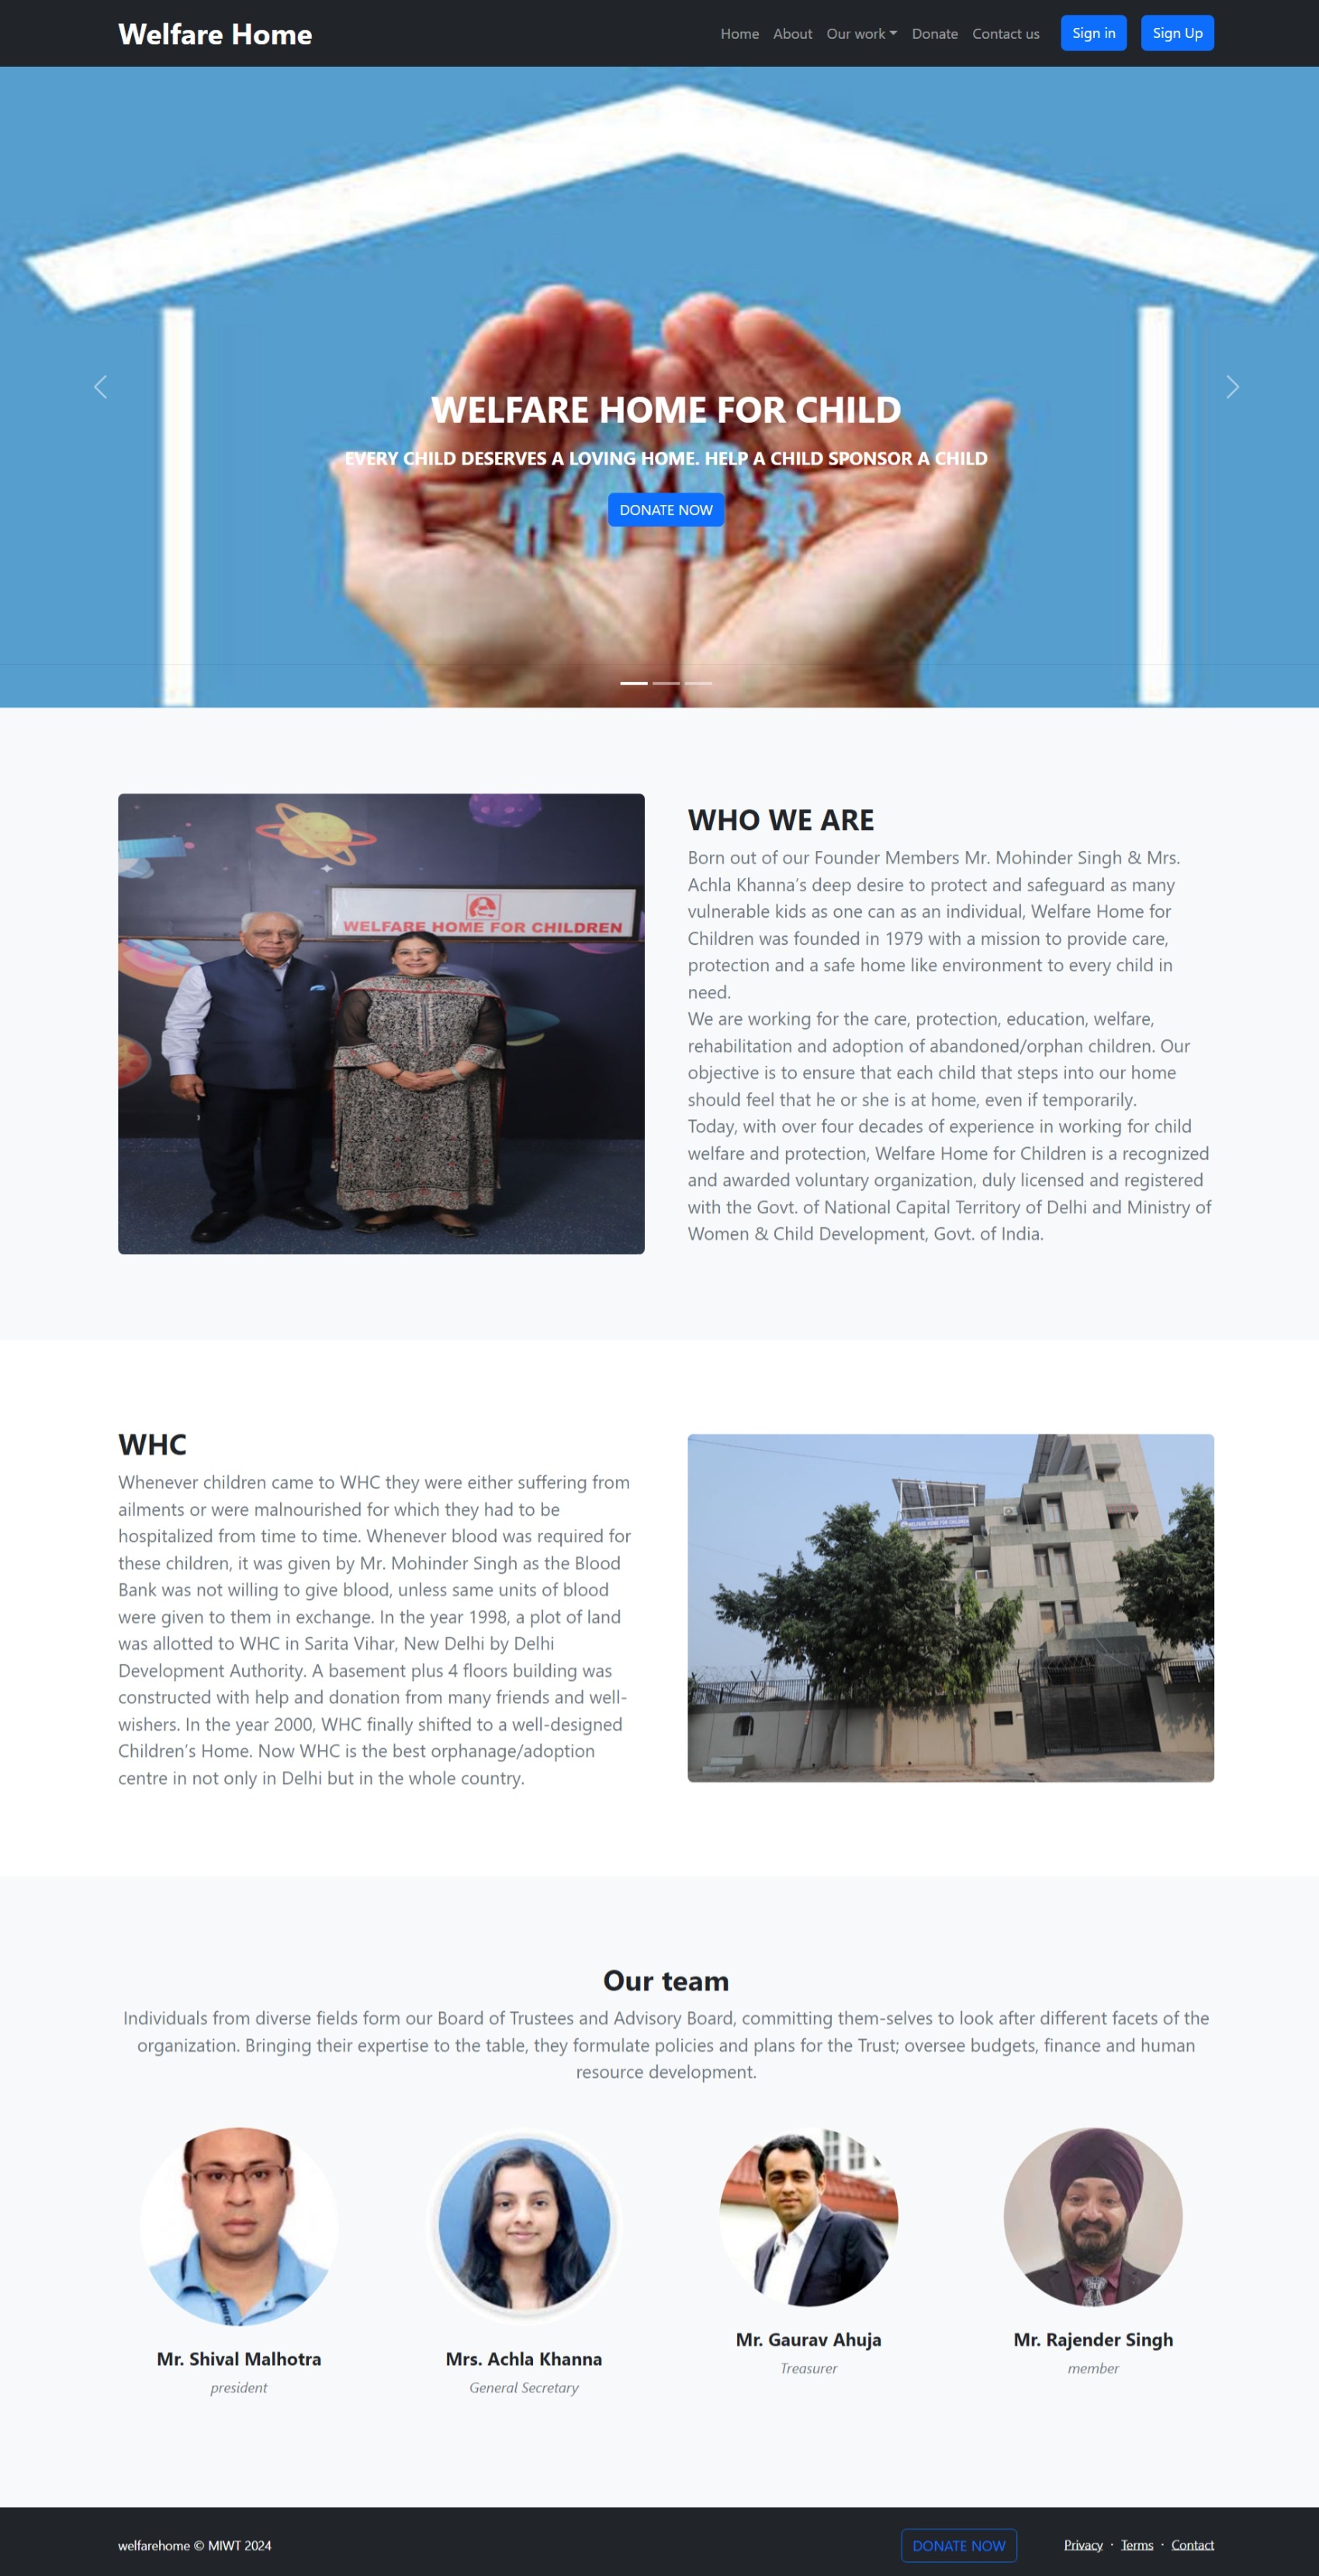 Welfare Home
Home About Our work Donate Contact us Sign in Sign Up
WELFARE HOME FOR CHILD
EVERY CHILD DESERVES A LOVING HOME. HELP A CHILD SPONSOR A CHILD
DONATE NOW
WELFARE HOME FOR CHILDREN
WHO WE ARE
Born out of our Founder Members Mr. Mohinder Singh & Mrs.
Achla Khanna’s deep desire to protect and safeguard as many
vulnerable kids as one can as an individual, Welfare Home for
Children was founded in 1979 with a mission to provide care,
protection and a safe home like environment to every child in
need.
We are working for the care, protection, education, welfare,
rehabilitation and adoption of abandoned/orphan children. Our
objective is to ensure that each child that steps into our home
should feel that he or she is at home, even if temporarily.
Today, with over four decades of experience in working for child
welfare and protection, Welfare Home for Children is a recognized
and awarded voluntary organization, duly licensed and registered
with the Govt. of National Capital Territory of Delhi and Ministry of
Women & Child Development, Govt. of India.
WHC
Whenever children came to WHC they were either suffering from
ailments or were malnourished for which they had to be
hospitalized from time to time. Whenever blood was required for
these children, it was given by Mr. Mohinder Singh as the Blood
Bank was not willing to give blood, unless same units of blood
were given to them in exchange. In the year 1998, a plot of land
was allotted to WHC in Sarita Vihar, New Delhi by Delhi
Development Authority. A basement plus 4 floors building was
constructed with help and donation from many friends and well-
wishers. In the year 2000, WHC finally shifted to a well-designed
Children’s Home. Now WHC is the best orphanage/adoption
centre in not only in Delhi but in the whole country.
WELFARE HOME FOR CHILDREN
Our team
Individuals from diverse fields form our Board of Trustees and Advisory Board, committing them-selves to look after different facets of the
organization. Bringing their expertise to the table, they formulate policies and plans for the Trust; oversee budgets, finance and human
resource development.
Mr. Shival Malhotra
president
Mrs. Achla Khanna
General Secretary
Mr. Gaurav Ahuja
Treasurer
Mr. Rajender Singh
member
welfarehome © MIWT 2024
DONATE NOW
Privacy · Terms · Contact